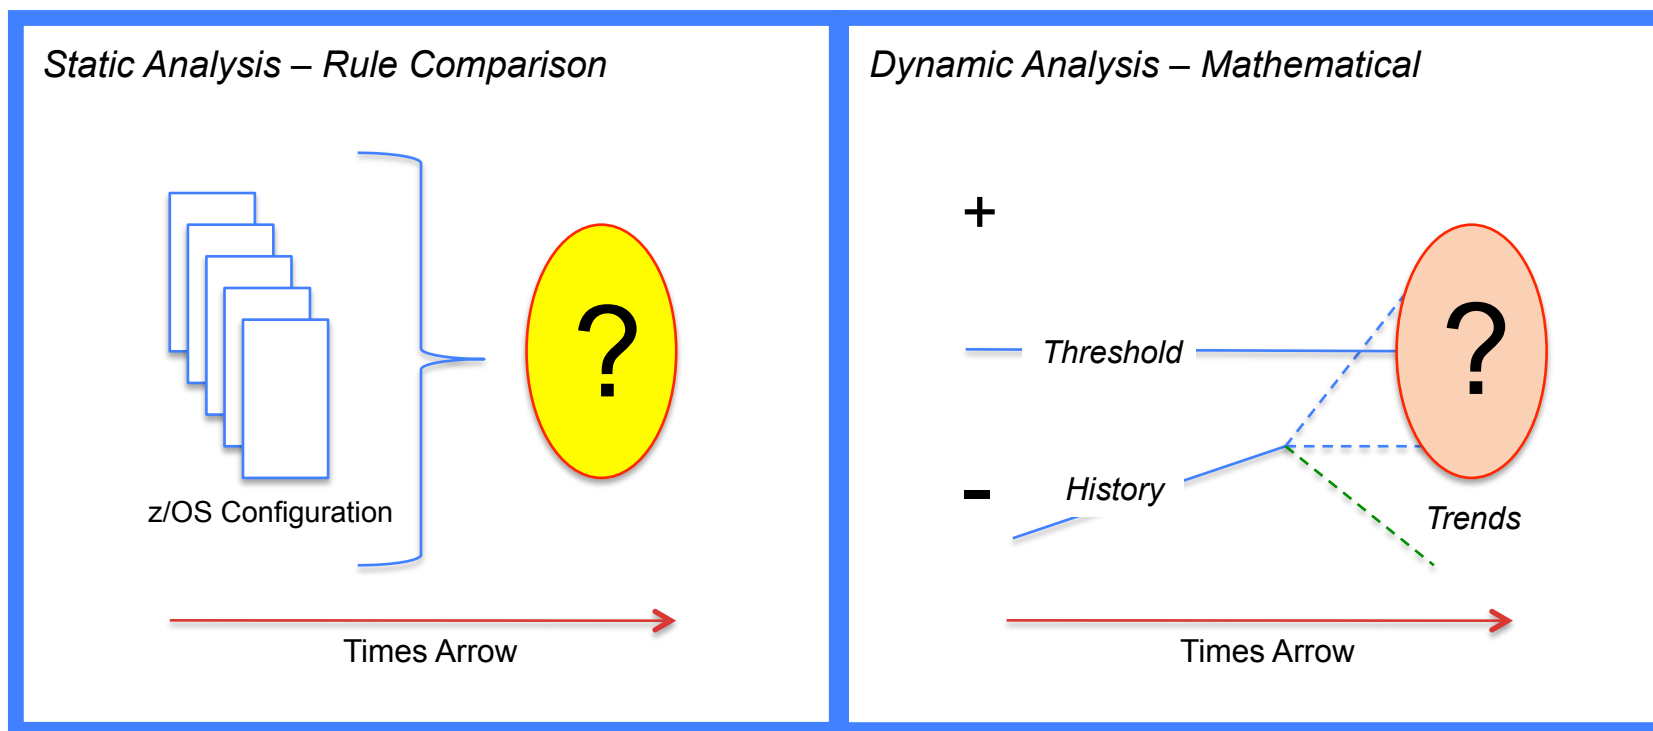 Static Analysis – Rule Comparison
?
z/OS Configuration
Times Arrow
Dynamic Analysis – Mathematical
+
Threshold
?
-
History
Trends
Times Arrow